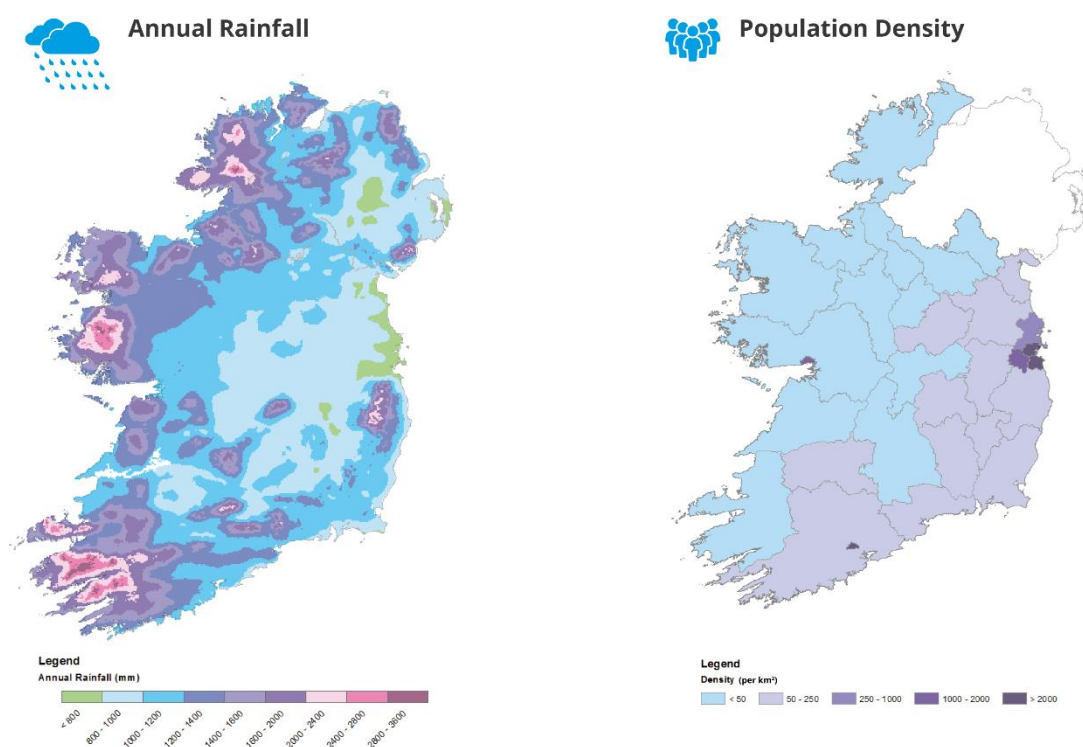 Annual Rainfall
Population Density
Legend
Annual Rainfall (mm)
< 800
800 - 1000
1000 - 1200
1200 - 1400
1400 - 1600
1600 - 2000
2000 - 2400
2400 - 2800
2800 - 3600
Legend
Density (per km²)
< 50
50 - 250
250 - 1000
1000 - 2000
> 2000